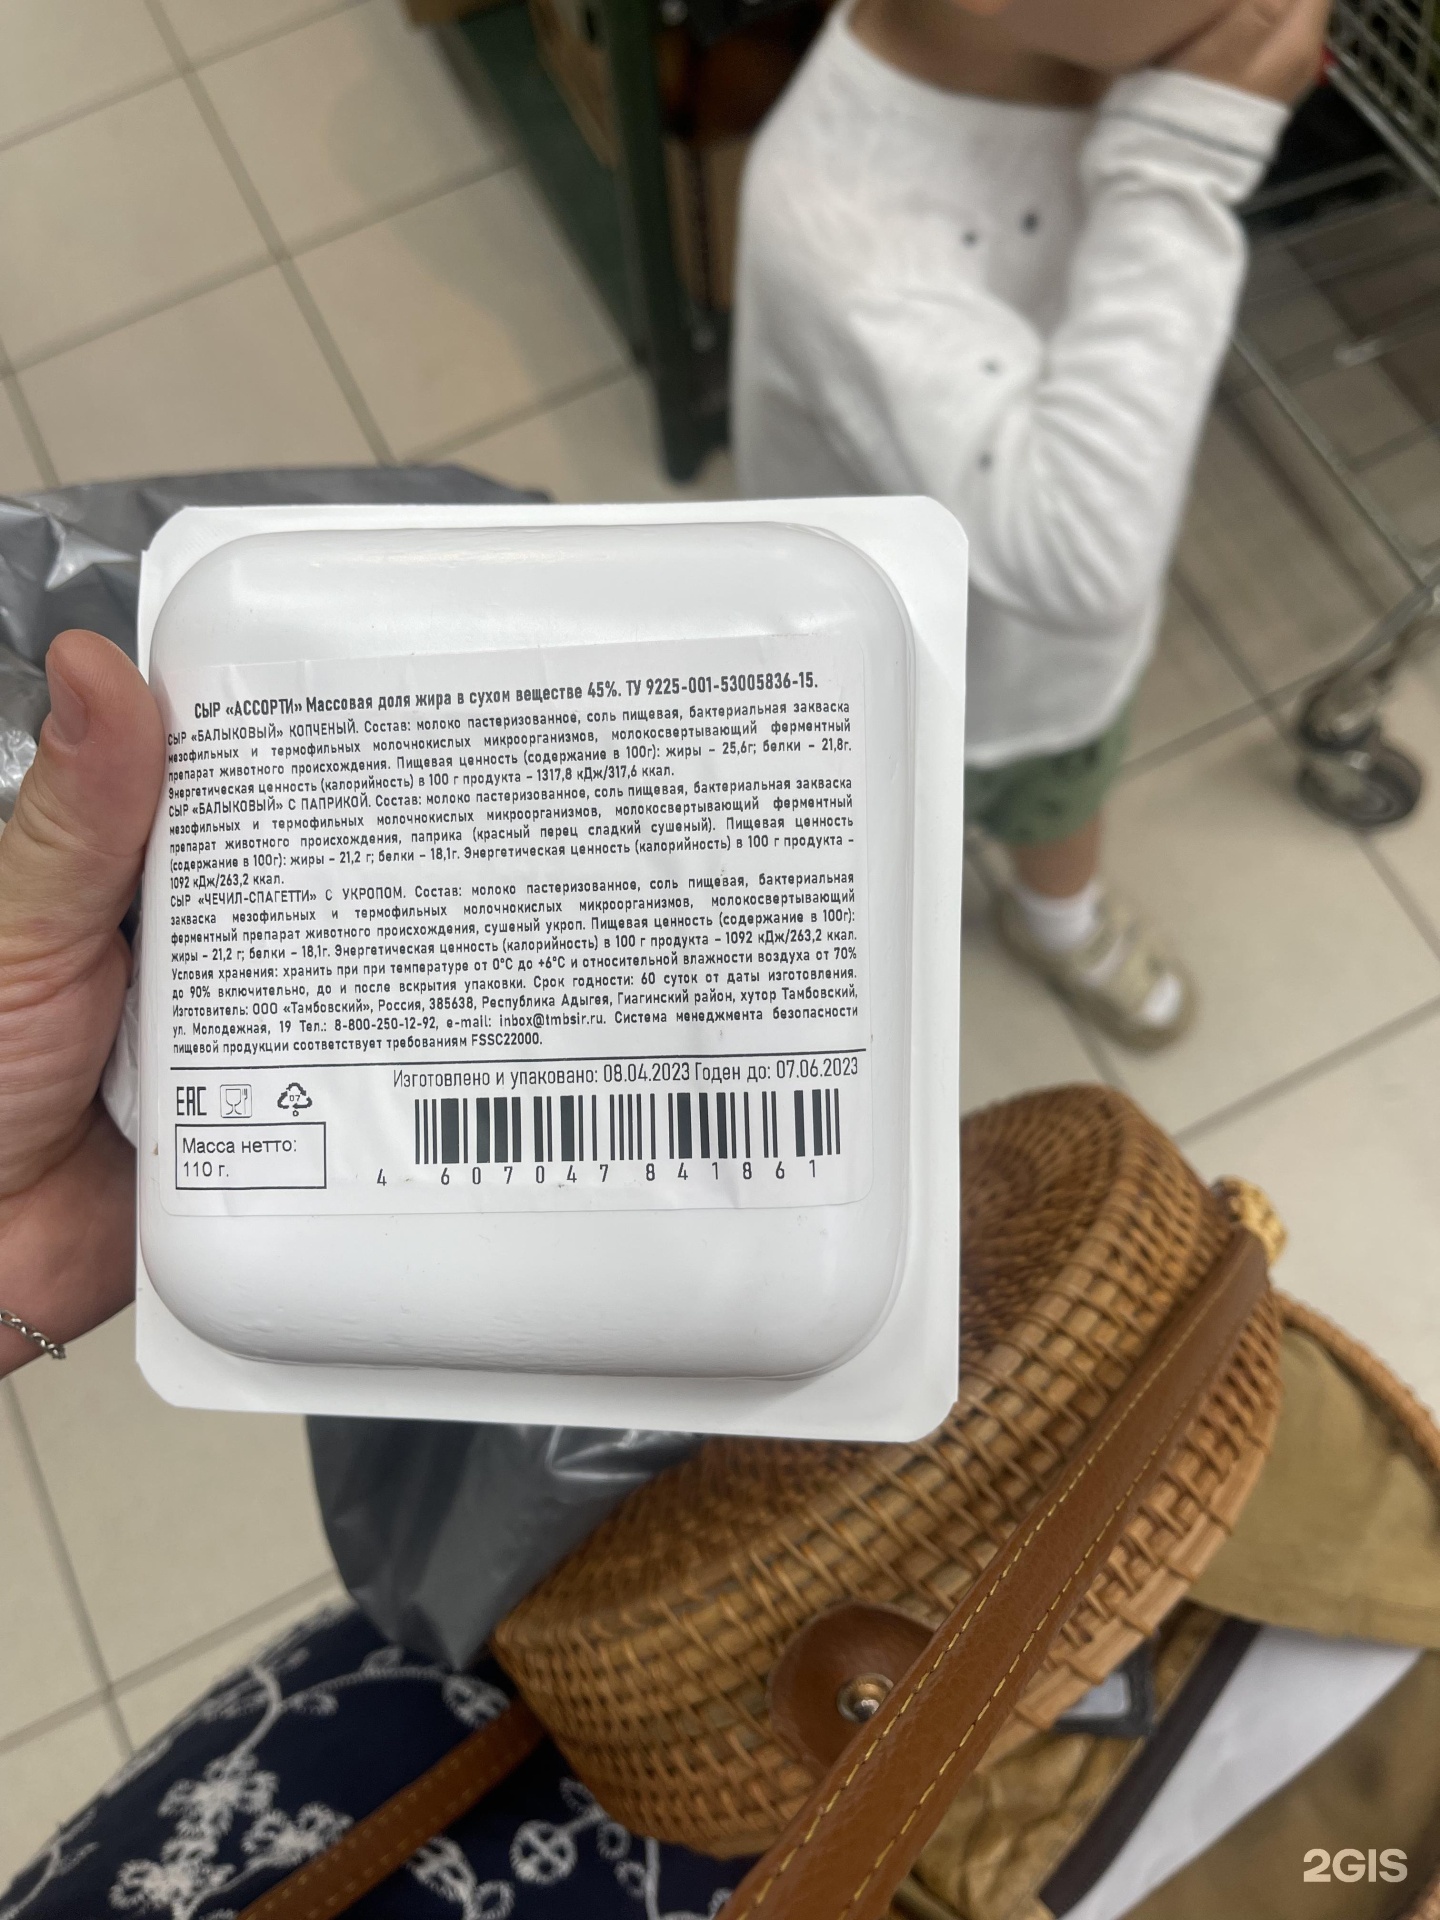 СЫР «АССОРТИ» Массовая доля жира в сухом веществе 45%. ТУ 9225-001-53005836-15.
СЫР «БАЛЫКОВЫЙ» КОПЧЕНЫЙ. Состав: молоко пастеризованное, соль пищевая, бактериальная закваска
мезофильных и термофильных молочнокислых микроорганизмов, молокосвертывающий ферментный
препарат животного происхождения. Пищевая ценность (содержание в 100г): жиры – 25,6г; белки – 21,8г.
Энергетическая ценность (калорийность) в 100 г продукта – 1317,8 кДж/317,6 ккал.
СЫР «БАЛЫКОВЫЙ» С ПАПРИКОЙ. Состав: молоко пастеризованное, соль пищевая, бактериальная закваска
мезофильных и термофильных молочнокислых микроорганизмов, молокосвертывающий ферментный
препарат животного происхождения, паприка (красный перец сладкий сушеный). Пищевая ценность
(содержание в 100г): жиры – 21,2 г; белки – 18,1г. Энергетическая ценность (калорийность) в 100 г продукта –
1092 кДж/263,2 ккал.
СЫР «ЧЕЧИЛ-СПАГЕТТИ» С УКРОПОМ. Состав: молоко пастеризованное, соль пищевая, бактериальная
закваска мезофильных и термофильных молочнокислых микроорганизмов, молокосвертывающий
ферментный препарат животного происхождения, сушеный укроп. Пищевая ценность (содержание в 100г):
жиры – 21,2 г; белки – 18,1г. Энергетическая ценность (калорийность) в 100 г продукта – 1092 кДж/263,2 ккал.
Условия хранения: хранить при при температуре от 0°С до +6°С и относительной влажности воздуха от 70%
до 90% включительно, до и после вскрытия упаковки. Срок годности: 60 суток от даты изготовления.
Изготовитель: ООО «Тамбовский», Россия, 385638, Республика Адыгея, Гиагинский район, хутор Тамбовский,
ул. Молодежная, 19 Тел.: 8-800-250-12-92, e-mail: inbox@tmbsir.ru. Система менеджмента безопасности
пищевой продукции соответствует требованиям FSSC22000.
Изготовлено и упаковано: 08.04.2023 Годен до: 07.06.2023
EAC
07
Масса нетто:
110 г.
4 607047 841861
2GIS